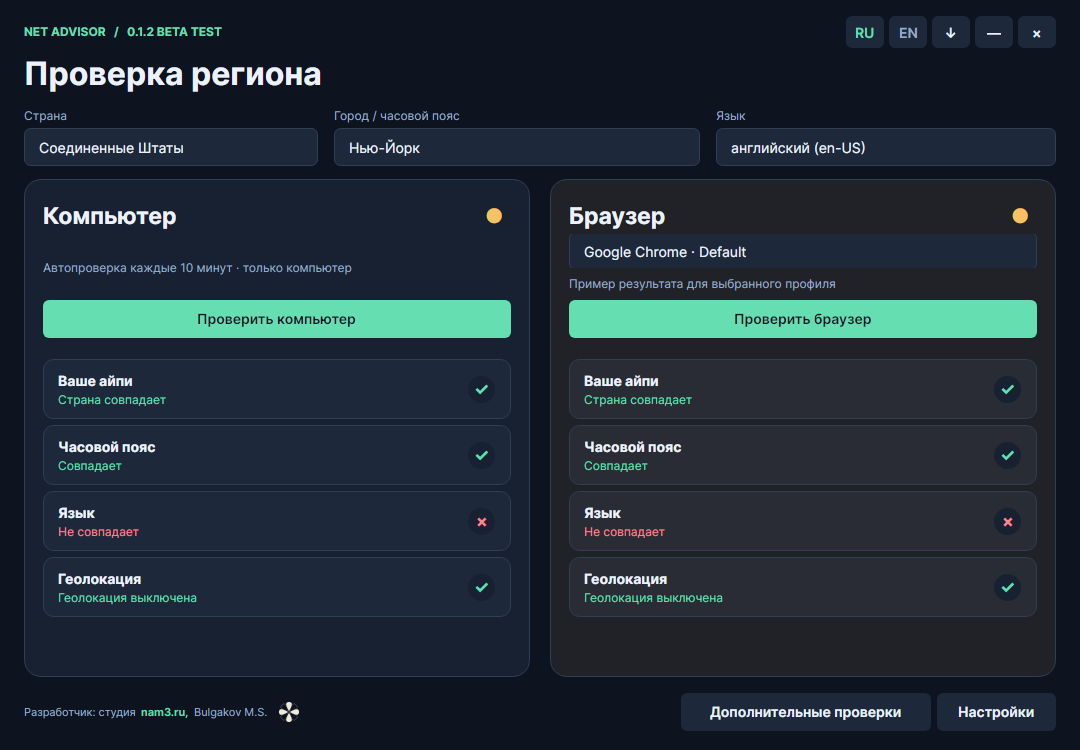 NET ADVISOR / 0.1.2 BETA TEST
RU EN
Проверка региона
Страна
Город / часовой пояс
Язык
Соединенные Штаты
Нью-Йорк
английский (en-US)
Компьютер
Автопроверка каждые 10 минут · только компьютер
Проверить компьютер
Ваше айпи
Страна совпадает
Часовой пояс
Совпадает
Язык
Не совпадает
Геолокация
Геолокация выключена
Браузер
Google Chrome · Default
Пример результата для выбранного профиля
Проверить браузер
Ваше айпи
Страна совпадает
Часовой пояс
Совпадает
Язык
Не совпадает
Геолокация
Геолокация выключена
Разработчик: студия nam3.ru, Bulgakov M.S.
Дополнительные проверки
Настройки